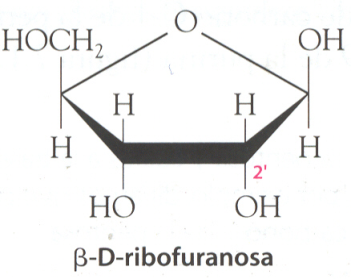 O
HOCH₂ OH
H H
H H
2'
HO OH
β-D-ribofuranosa